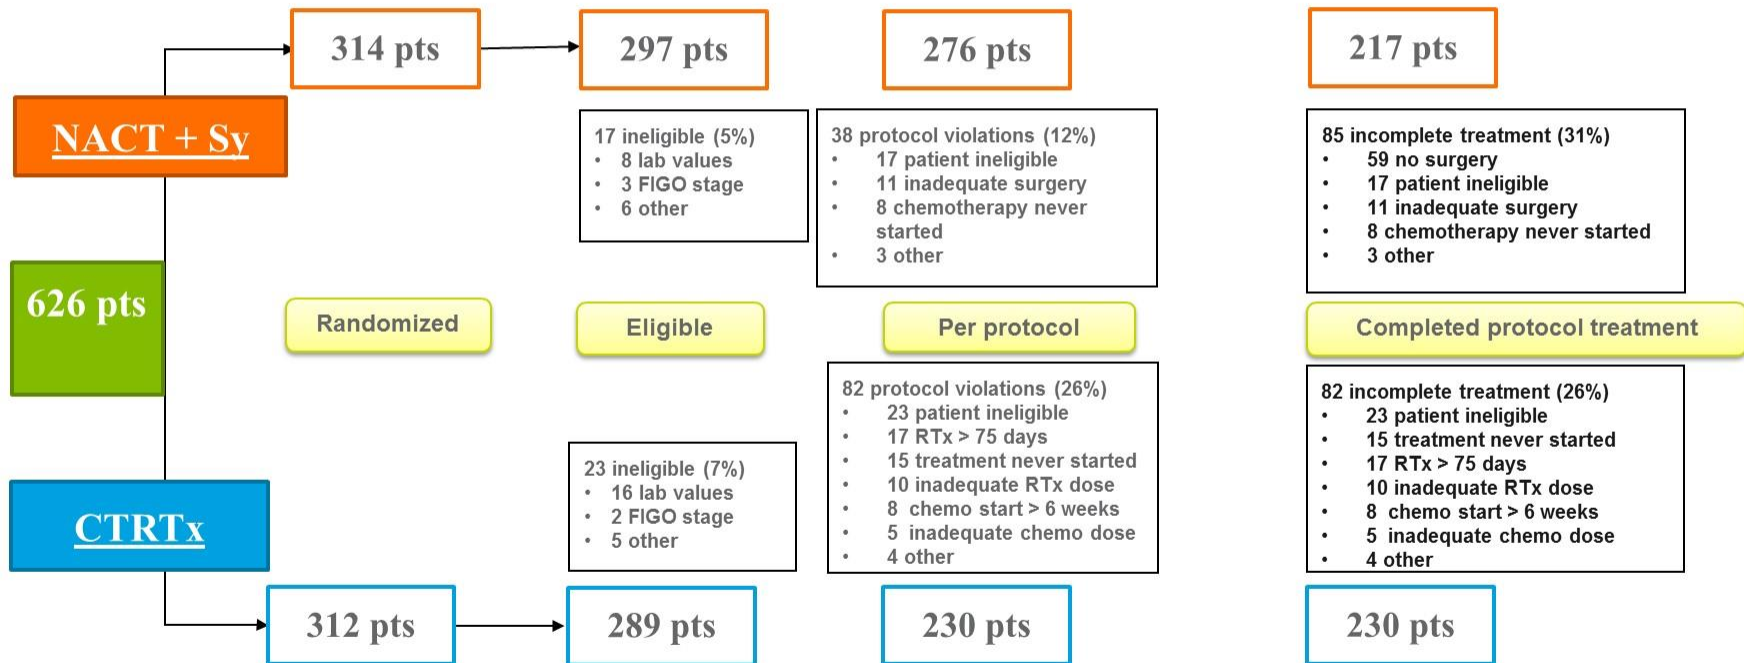 314 pts
297 pts
276 pts
217 pts
NACT + Sy
17 ineligible (5%)
• 8 lab values
• 3 FIGO stage
• 6 other
38 protocol violations (12%)
• 17 patient ineligible
• 11 inadequate surgery
• 8 chemotherapy never
started
• 3 other
85 incomplete treatment (31%)
• 59 no surgery
• 17 patient ineligible
• 11 inadequate surgery
• 8 chemotherapy never started
• 3 other
626 pts
Randomized
Eligible
Per protocol
Completed protocol treatment
CTRTx
23 ineligible (7%)
• 16 lab values
• 2 FIGO stage
• 5 other
82 protocol violations (26%)
• 23 patient ineligible
• 17 RTx > 75 days
• 15 treatment never started
• 10 inadequate RTx dose
• 8 chemo start > 6 weeks
• 5 inadequate chemo dose
• 4 other
82 incomplete treatment (26%)
• 23 patient ineligible
• 15 treatment never started
• 17 RTx > 75 days
• 10 inadequate RTx dose
• 8 chemo start > 6 weeks
• 5 inadequate chemo dose
• 4 other
312 pts
289 pts
230 pts
230 pts